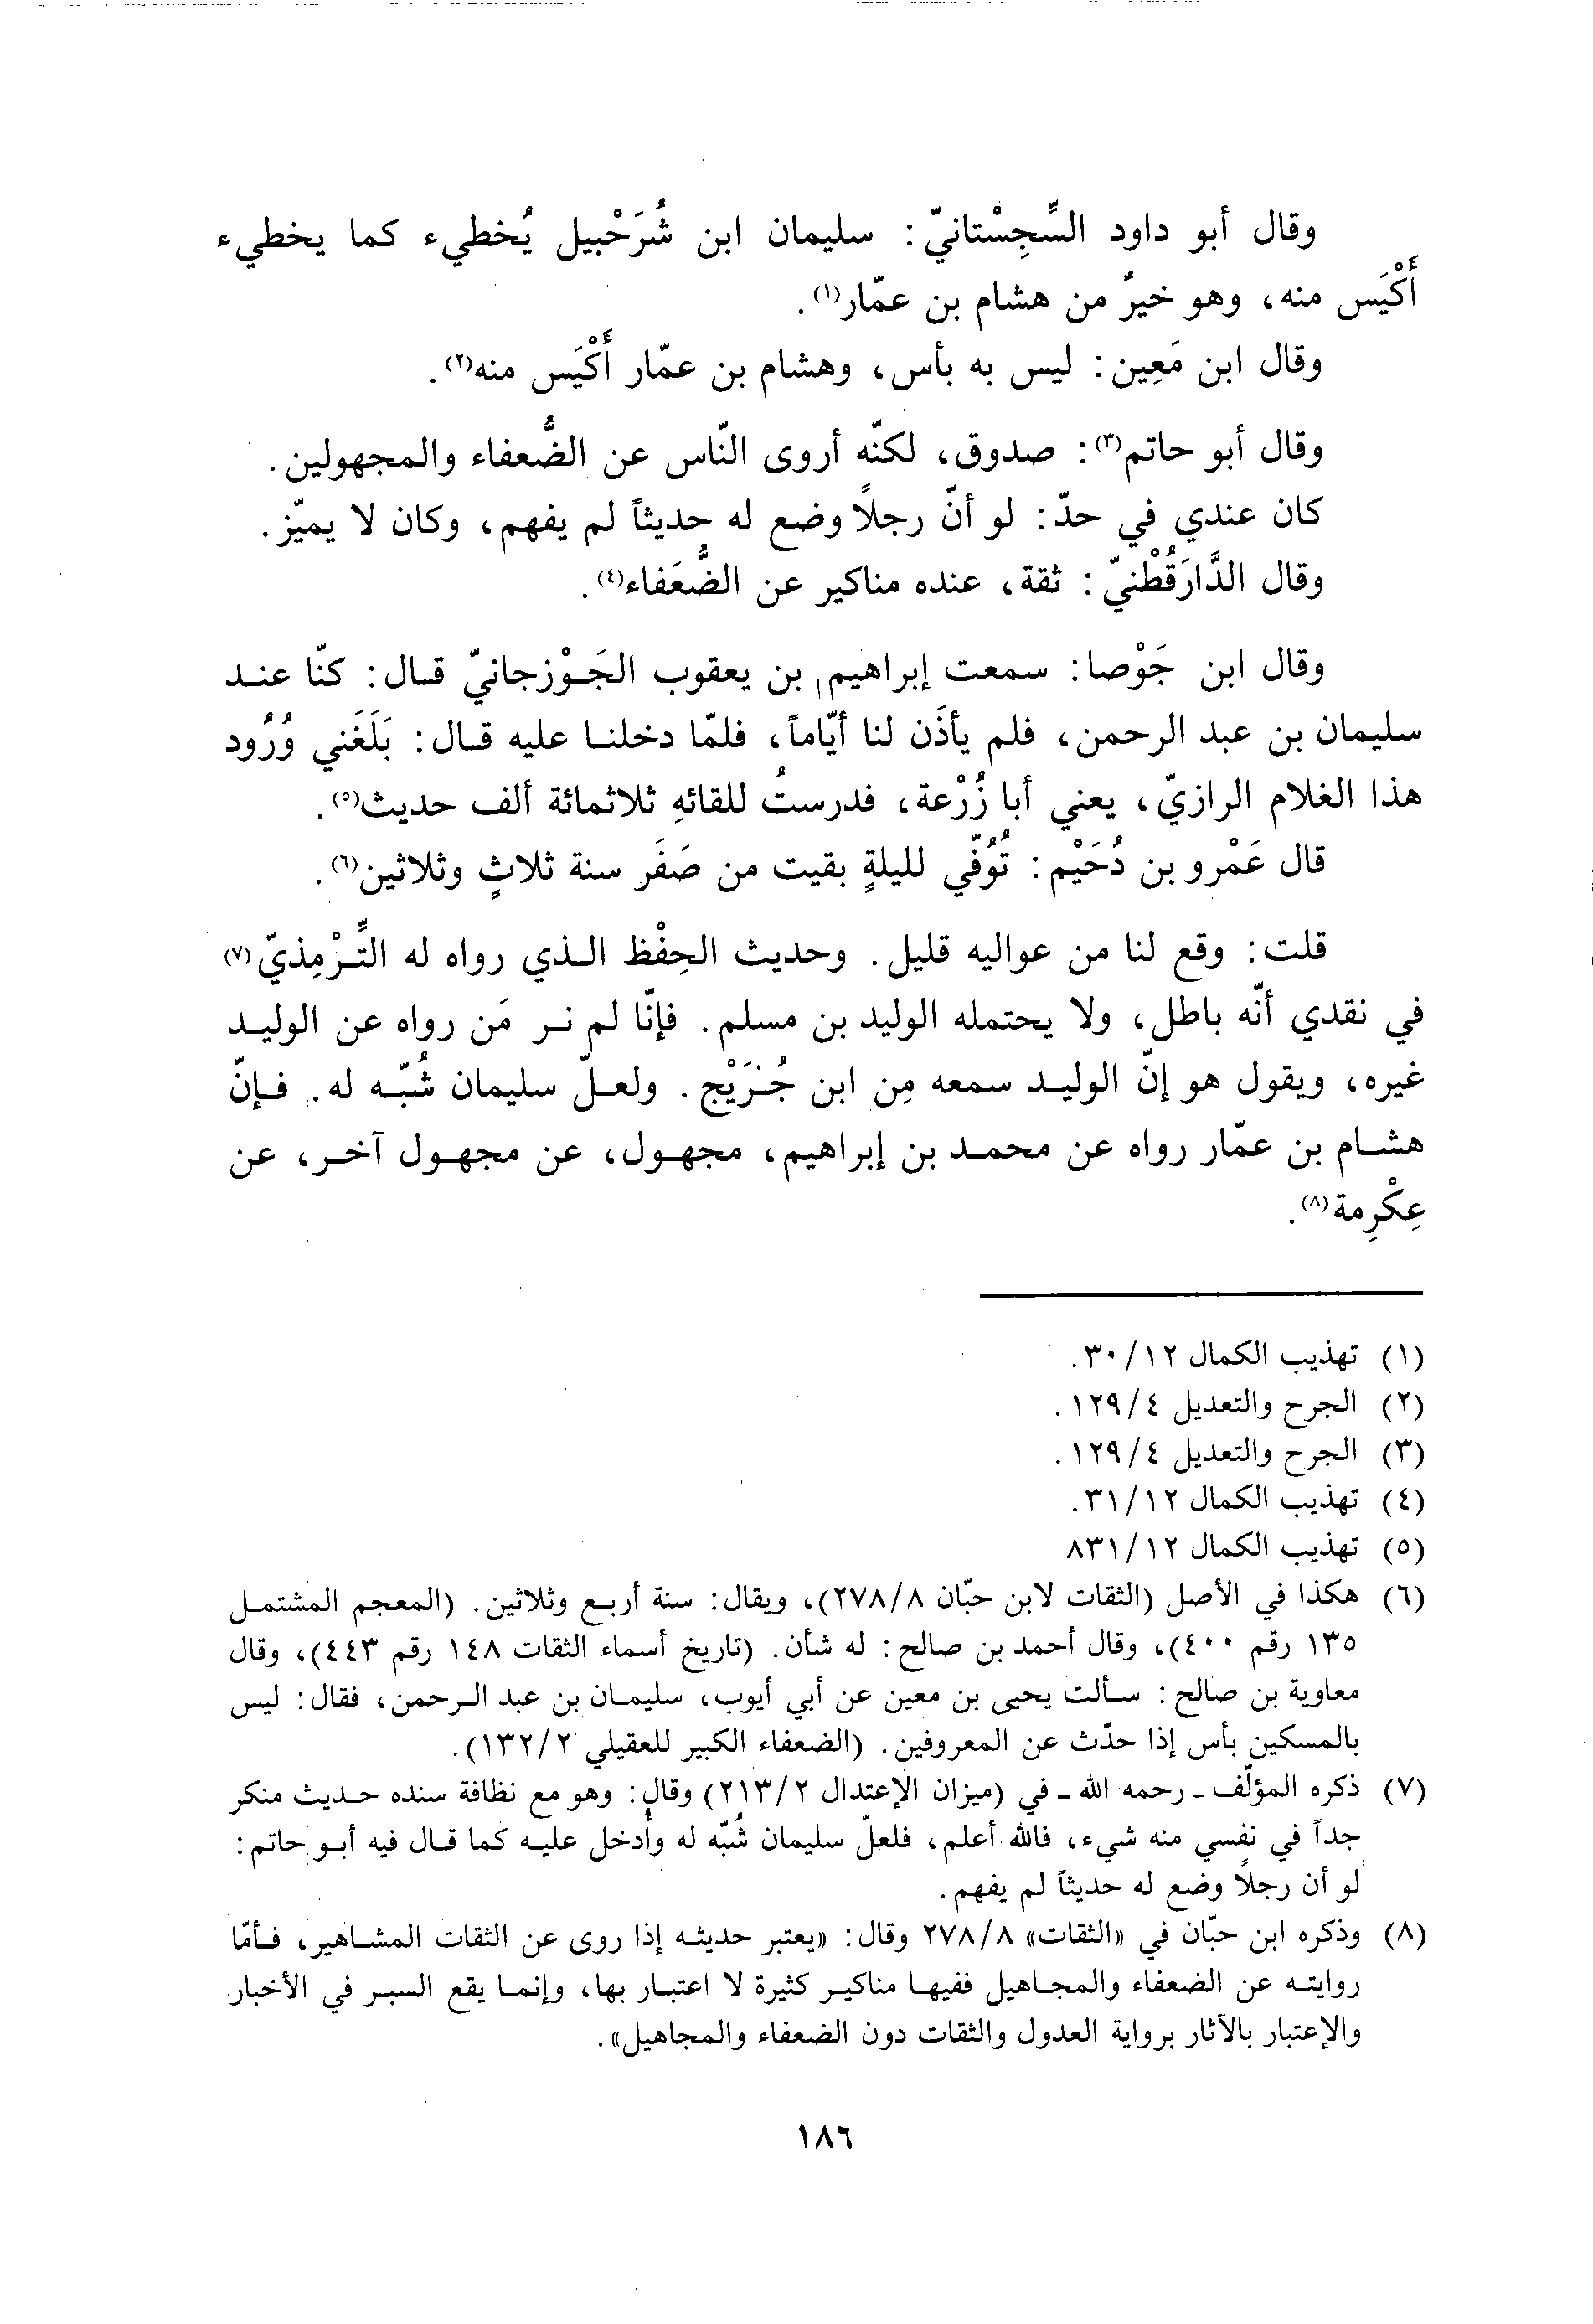 وقال أبو داود السِّجِسْتانيّ: سليمان ابن شُرَحْبيل يُخطيء كما يخطيء
أَكْيَس منه، وهو خيرٌ من هشام بن عمّار(١).
وقال ابن مَعِين: ليس به بأس، وهشام بن عمّار أَكْيَس منه(٢).
وقال أبو حاتم(٣): صدوق، لكنّه أروى النّاس عن الضُّعفاء والمجهولين.
كان عندي في حدّ: لو أنّ رجلاً وضع له حديثاً لم يفهم، وكان لا يميّز.
وقال الدَّارَقُطْنيّ: ثقة، عنده مناكير عن الضُّعَفاء(٤).
وقال ابن جَوْصا: سمعت إبراهيم بن يعقوب الجَوْزجانيّ قال: كنّا عند
سليمان بن عبد الرحمن، فلم يأذَن لنا أيّاماً، فلمّا دخلنا عليه قال: بَلَغَني وُرُود
هذا الغلام الرازيّ، يعني أبا زُرْعة، فدرستُ للقائهِ ثلاثمائة ألف حديث(٥).
قال عَمْرو بن دُحَيْم: تُوُفّي لليلةٍ بقيت من صَفَر سنة ثلاثٍ وثلاثين(٦).
قلت: وقع لنا من عواليه قليل. وحديث الحِفْظ الذي رواه له التِّرْمِذيّ(٧)
في نقدي أنّه باطل، ولا يحتمله الوليد بن مسلم. فإنّا لم نر مَن رواه عن الوليد
غيره، ويقول هو إنّ الوليد سمعه مِن ابن جُرَيْج. ولعلّ سليمان شُبّه له. فإنّ
هشام بن عمّار رواه عن محمد بن إبراهيم، مجهول، عن مجهول آخر، عن
عِكْرِمة(٨).
(١) تهذيب الكمال ٣٠/١٢.
(٢) الجرح والتعديل ١٢٩/٤.
(٣) الجرح والتعديل ١٢٩/٤.
(٤) تهذيب الكمال ٣١/١٢.
(٥) تهذيب الكمال ٨٣١/١٢
(٦) هكذا في الأصل (الثقات لابن حبّان ٢٧٨/٨)، ويقال: سنة أربع وثلاثين. (المعجم المشتمل
١٣٥ رقم ٤٠٠)، وقال أحمد بن صالح: له شأن. (تاريخ أسماء الثقات ١٤٨ رقم ٤٤٣)، وقال
معاوية بن صالح: سألت يحيى بن معين عن أبي أيوب، سليمان بن عبد الرحمن، فقال: ليس
بالمسكين بأس إذا حدّث عن المعروفين. (الضعفاء الكبير للعقيلي ١٣٢/٢).
(٧) ذكره المؤلّف ـ رحمه الله ـ في (ميزان الإعتدال ٢١٣/٢) وقال: وهو مع نظافة سنده حديث منكر
جداً في نفسي منه شيء، فالله أعلم، فلعلّ سليمان شُبّه له وأُدخل عليه كما قال فيه أبو حاتم:
لو أن رجلاً وضع له حديثاً لم يفهم.
(٨) وذكره ابن حبّان في «الثقات» ٢٧٨/٨ وقال: «يعتبر حديثه إذا روى عن الثقات المشاهير، فأمّا
روايته عن الضعفاء والمجاهيل ففيها مناكير كثيرة لا اعتبار بها، وإنما يقع السبر في الأخبار
والإعتبار بالآثار برواية العدول والثقات دون الضعفاء والمجاهيل».
١٨٦